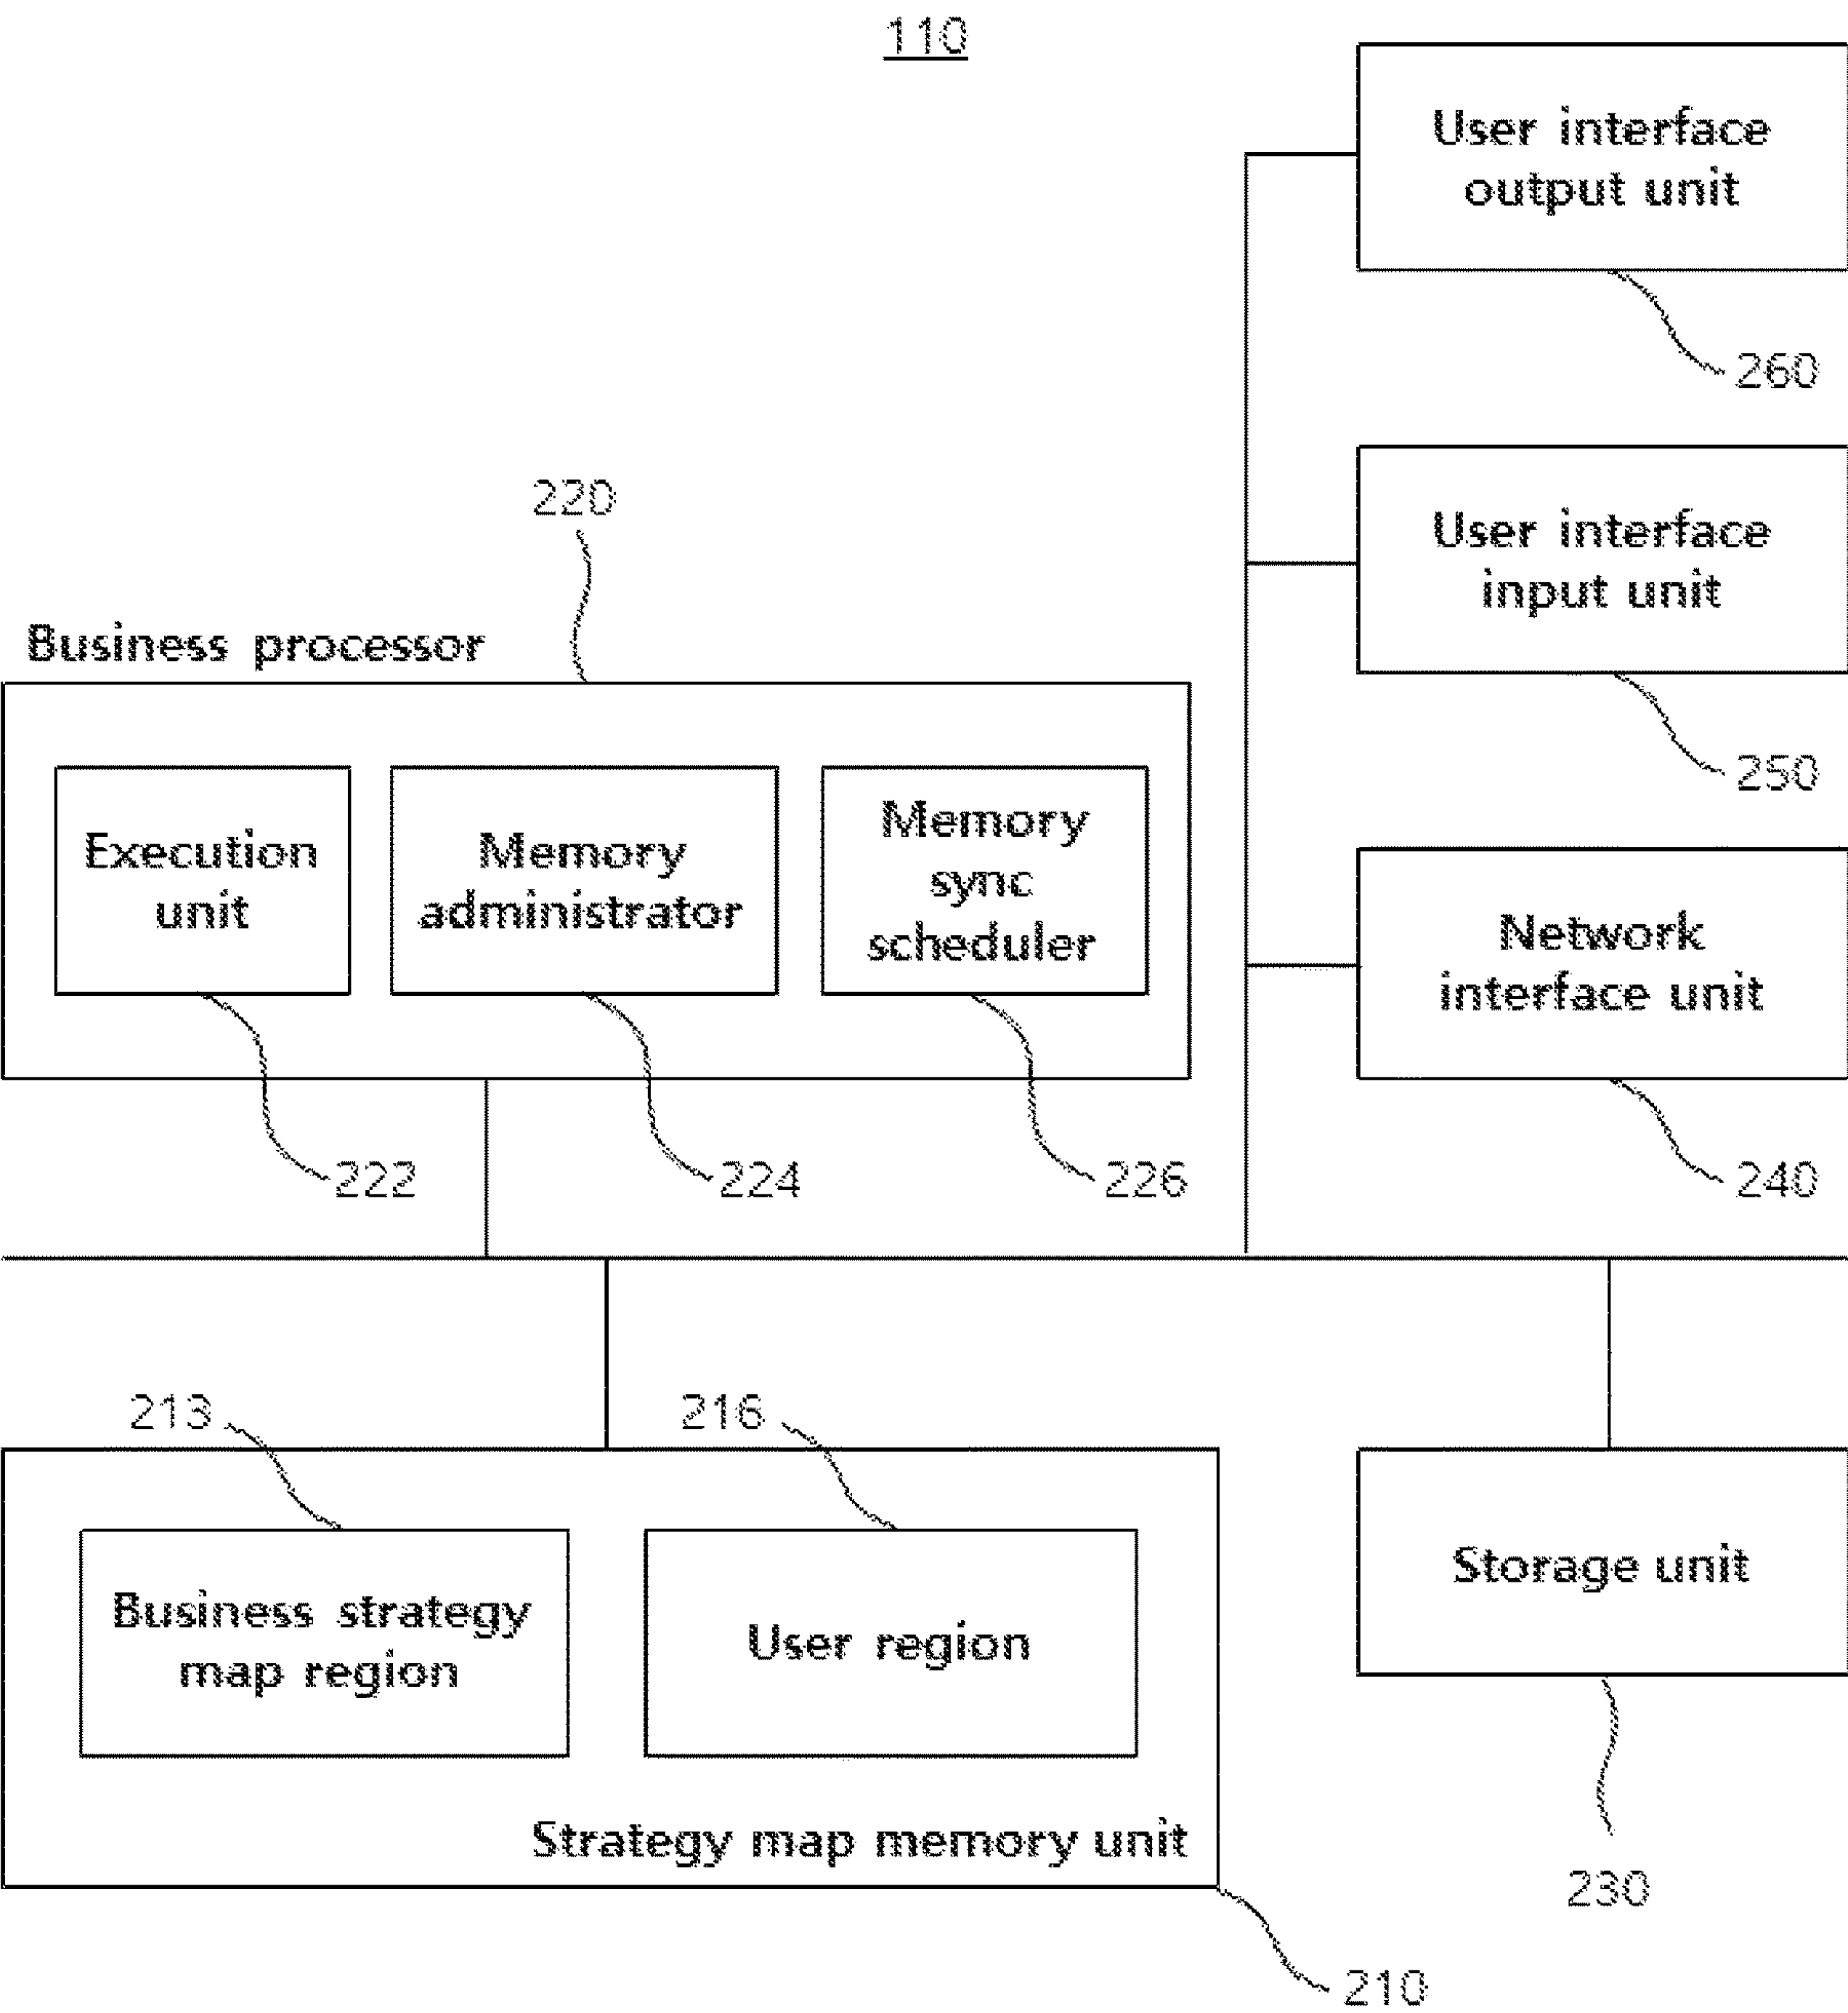 110
User interface
output unit
260
220
User interface
input unit
250
Business processor
Execution
unit
Memory
administrator
Memory
sync
scheduler
Network
interface unit
222
224
226
240
213
216
Business strategy
map region
User region
Storage unit
Strategy map memory unit
230
210